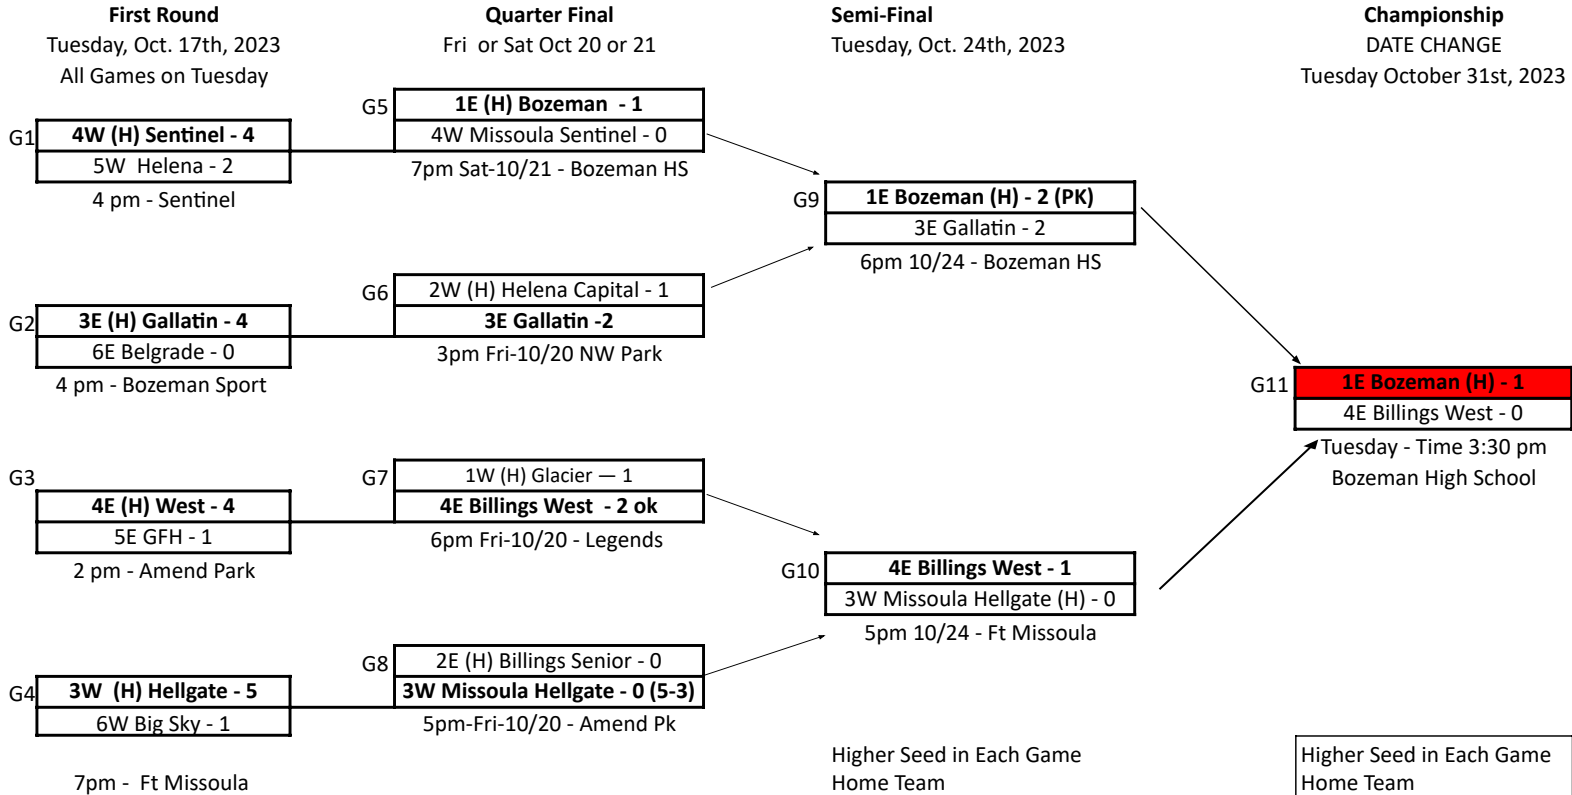 First Round
Tuesday, Oct. 17th, 2023
All Games on Tuesday
G1
4W (H) Sentinel - 4
5W  Helena - 2
4 pm - Sentinel
G2
3E (H) Gallatin - 4
6E Belgrade - 0
4 pm - Bozeman Sport
G3
4E (H) West - 4
5E GFH - 1
2 pm - Amend Park
G4
3W  (H) Hellgate - 5
6W Big Sky - 1
7pm -  Ft Missoula
Quarter Final
Fri  or Sat Oct 20 or 21
G5
1E (H) Bozeman  - 1
4W Missoula Sentinel - 0
7pm Sat-10/21 - Bozeman HS
G6
2W (H) Helena Capital - 1
3E Gallatin -2
3pm Fri-10/20 NW Park
G7
1W (H) Glacier — 1
4E Billings West  - 2 ok
6pm Fri-10/20 - Legends
G8
2E (H) Billings Senior - 0
3W Missoula Hellgate - 0 (5-3)
5pm-Fri-10/20 - Amend Pk
Semi-Final
Tuesday, Oct. 24th, 2023
G9
1E Bozeman (H) - 2 (PK)
3E Gallatin - 2
6pm 10/24 - Bozeman HS
G10
4E Billings West - 1
3W Missoula Hellgate (H) - 0
5pm 10/24 - Ft Missoula
Higher Seed in Each Game
Home Team
Championship
DATE CHANGE
Tuesday October 31st, 2023
G11
1E Bozeman (H) - 1
4E Billings West - 0
Tuesday - Time 3:30 pm
Bozeman High School
Higher Seed in Each Game
Home Team